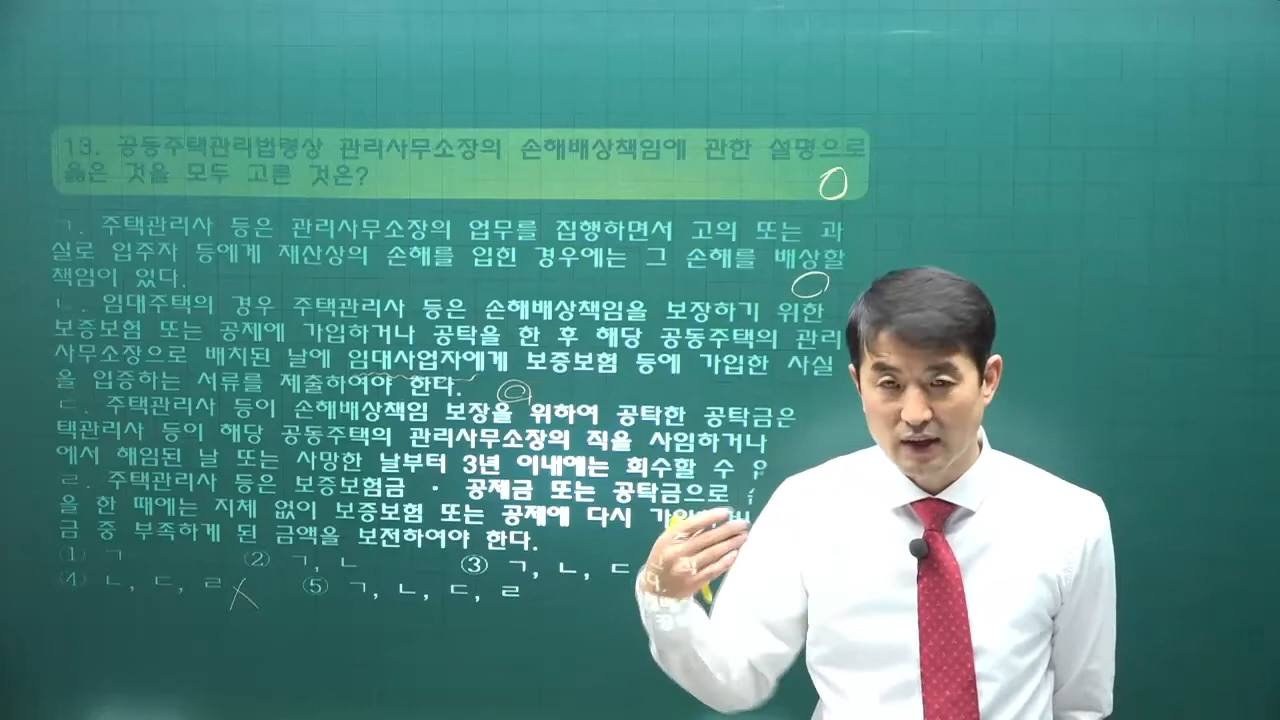 13. 공동주택관리법령상 관리사무소장의 손해배상책임에 관한 설명으로
옳은 것을 모두 고른 것은?
ㄱ. 주택관리사 등은 관리사무소장의 업무를 집행하면서 고의 또는 과
실로 입주자 등에게 재산상의 손해를 입힌 경우에는 그 손해를 배상할
책임이 있다.
ㄴ. 임대주택의 경우 주택관리사 등은 손해배상책임을 보장하기 위한
보증보험 또는 공제에 가입하거나 공탁을 한 후 해당 공동주택의 관리
사무소장으로 배치된 날에 임대사업자에게 보증보험 등에 가입한 사실
을 입증하는 서류를 제출하여야 한다.
ㄷ. 주택관리사 등이 손해배상책임 보장을 위하여 공탁한 공탁금은
택관리사 등이 해당 공동주택의 관리사무소장의 직을 사임하거나
에서 해임된 날 또는 사망한 날부터 3년 이내에는 회수할 수
ㄹ. 주택관리사 등은 보증보험금 · 공제금 또는 공탁금으로
을 한 때에는 지체 없이 보증보험 또는 공제에 다시
금 중 부족하게 된 금액을 보전하여야 한다.
① ㄱ ② ㄱ, ㄴ ③ ㄱ, ㄴ, ㄷ
④ ㄴ, ㄷ, ㄹ ⑤ ㄱ, ㄴ, ㄷ, ㄹ